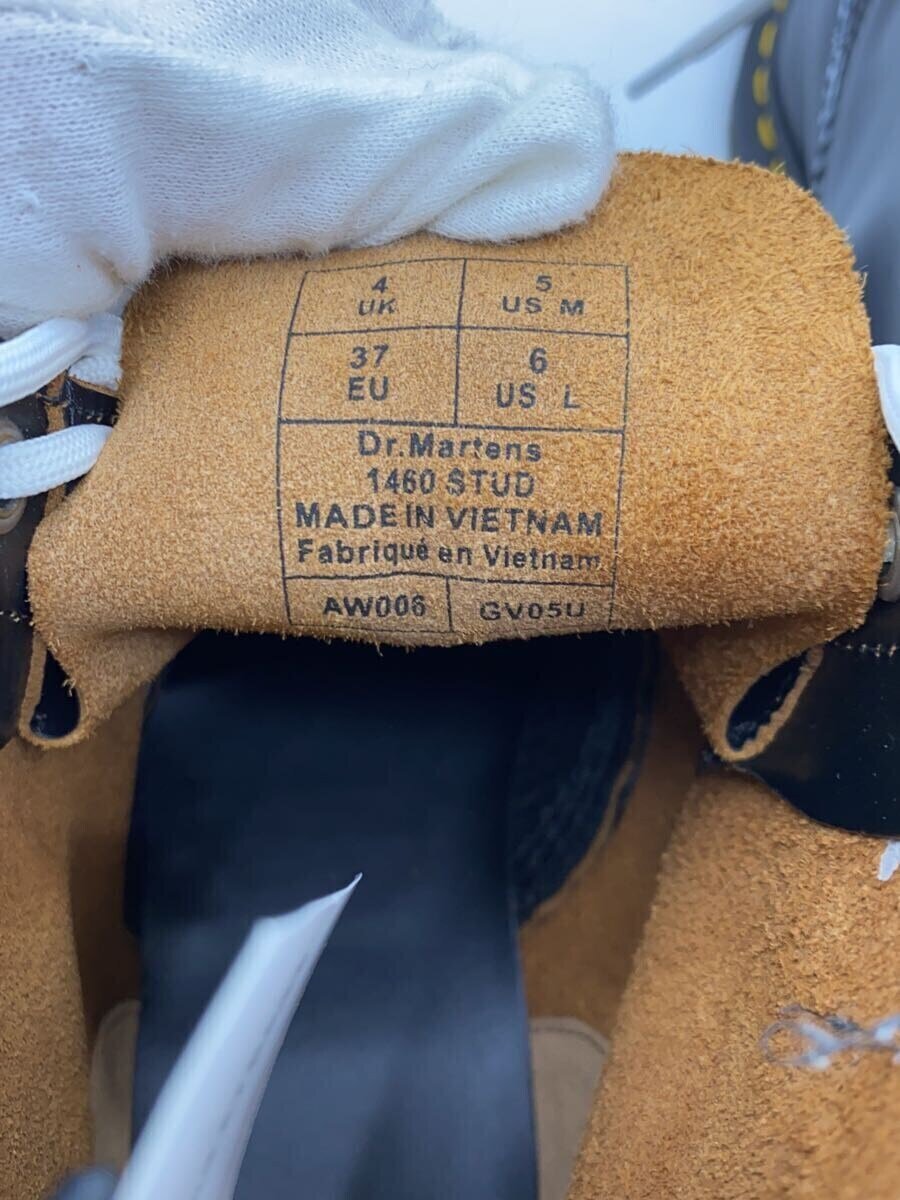 4
UK
5
US M
37
EU
6
US L
Dr.Martens
1460 STUD
MADE IN VIETNAM
Fabriqué en Vietnam
AW006
GV05U